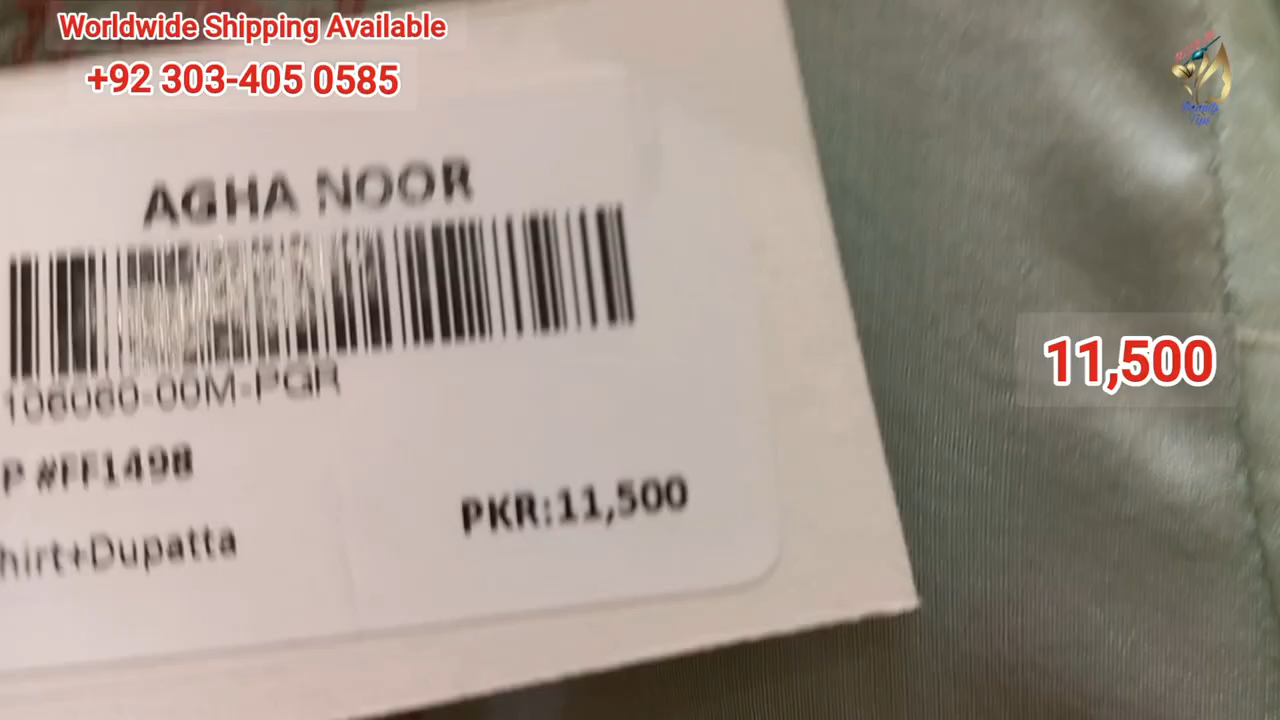 Worldwide Shipping Available
+92 303-405 0585
AGHA NOOR
106060-00M-PGR
P #FF1498
hirt+Dupatta
PKR:11,500
11,500